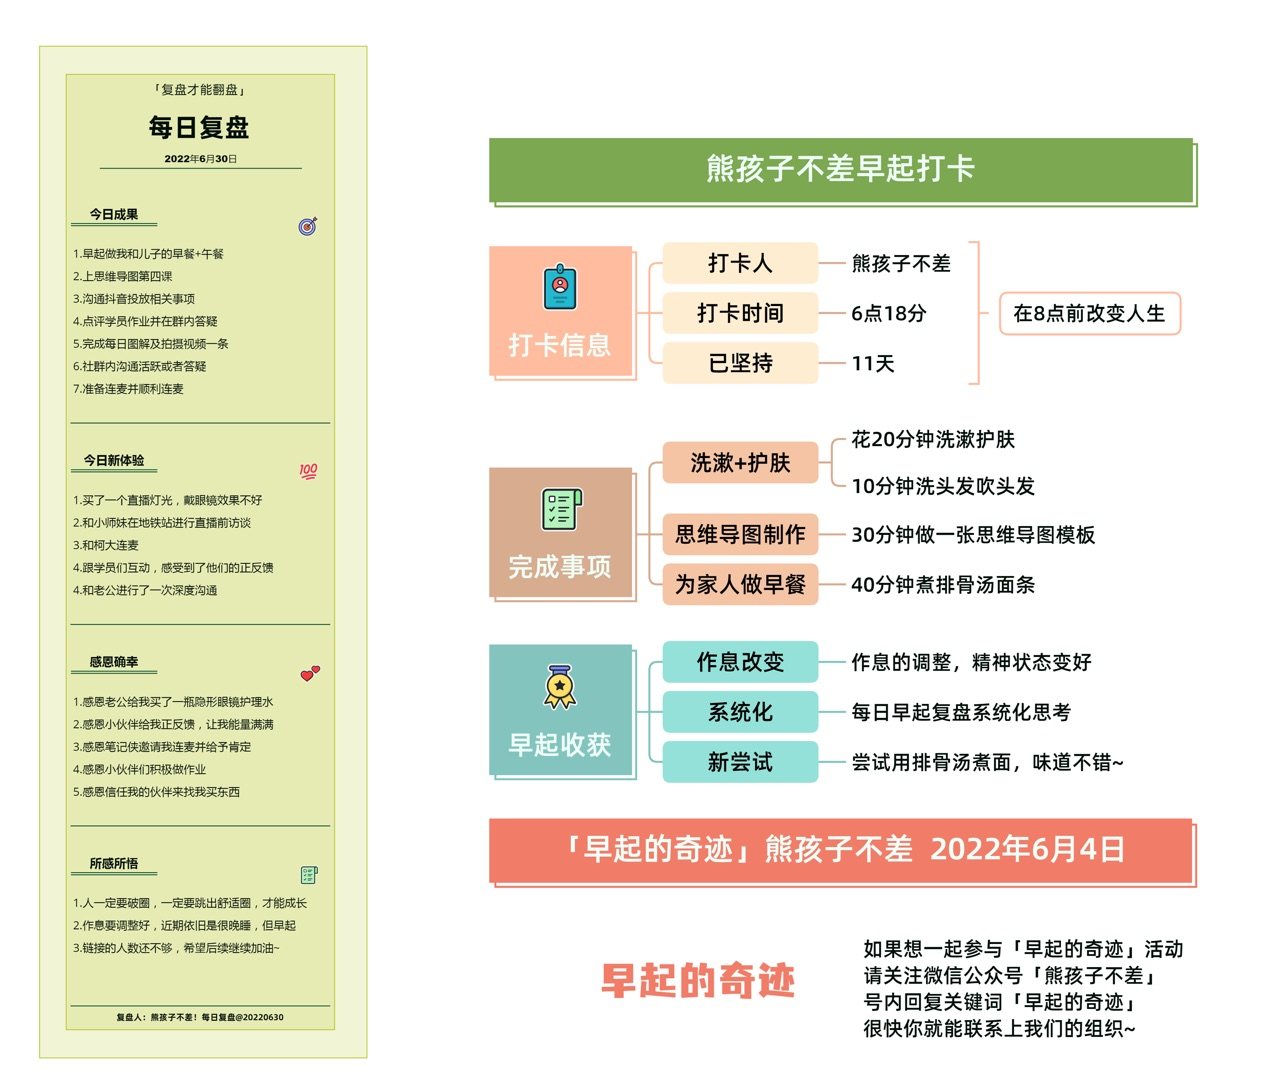 「复盘才能翻盘」
每日复盘
2022年6月30日
今日成果
1.早起做我和儿子的早餐+午餐
2.上思维导图第四课
3.沟通抖音投放相关事项
4.点评学员作业并在群内答疑
5.完成每日图解及拍摄视频一条
6.社群内沟通活跃或者答疑
7.准备连麦并顺利连麦
今日新体验
100
1.买了一个直播灯光，戴眼镜效果不好
2.和小师妹在地铁站进行直播前访谈
3.和柯大连麦
4.跟学员们互动，感受到了他们的正反馈
4.和老公进行了一次深度沟通
感恩确幸
1.感恩老公给我买了一瓶隐形眼镜护理水
2.感恩小伙伴给我正反馈，让我能量满满
3.感恩笔记侠邀请我连麦并给予肯定
4.感恩小伙伴们积极做作业
5.感恩信任我的伙伴来找我买东西
所感所悟
1.人一定要破圈，一定要跳出舒适圈，才能成长
2.作息要调整好，近期依旧是很晚睡，但早起
3.链接的人数还不够，希望后续继续加油~
复盘人：熊孩子不差！每日复盘@20220630
熊孩子不差早起打卡
打卡信息
打卡人
熊孩子不差
打卡时间
6点18分
已坚持
11天
在8点前改变人生
完成事项
洗漱+护肤
花20分钟洗漱护肤
10分钟洗头发吹头发
思维导图制作
30分钟做一张思维导图模板
为家人做早餐
40分钟煮排骨汤面条
早起收获
作息改变
作息的调整，精神状态变好
系统化
每日早起复盘系统化思考
新尝试
尝试用排骨汤煮面，味道不错~
「早起的奇迹」熊孩子不差 2022年6月4日
早起的奇迹
如果想一起参与「早起的奇迹」活动
请关注微信公众号「熊孩子不差」
号内回复关键词「早起的奇迹」
很快你就能联系上我们的组织~